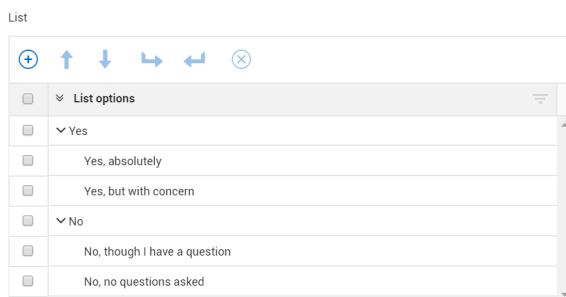 List
List options
Yes
Yes, absolutely
Yes, but with concern
No
No, though I have a question
No, no questions asked